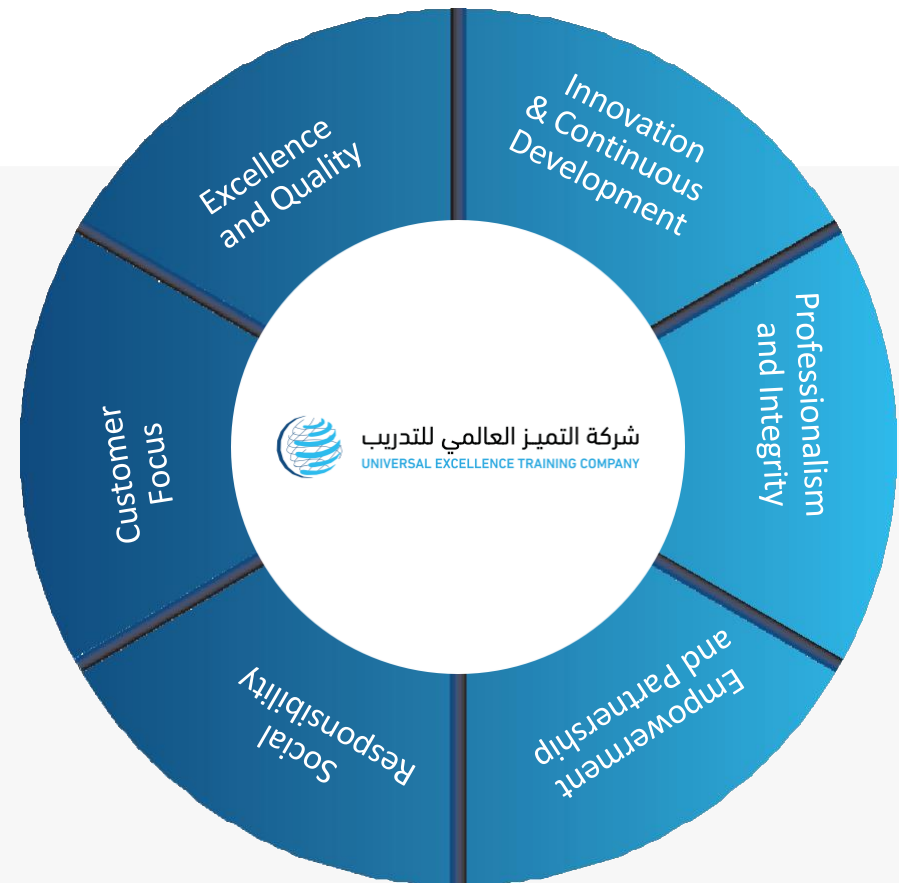 Innovation
& Continuous
Development
Professionalism
and Integrity
Empowerment
and Partnership
Social
Responsibility
Customer
Focus
Excellence
and Quality
شركة التميز العالمي للتدريب
UNIVERSAL EXCELLENCE TRAINING COMPANY